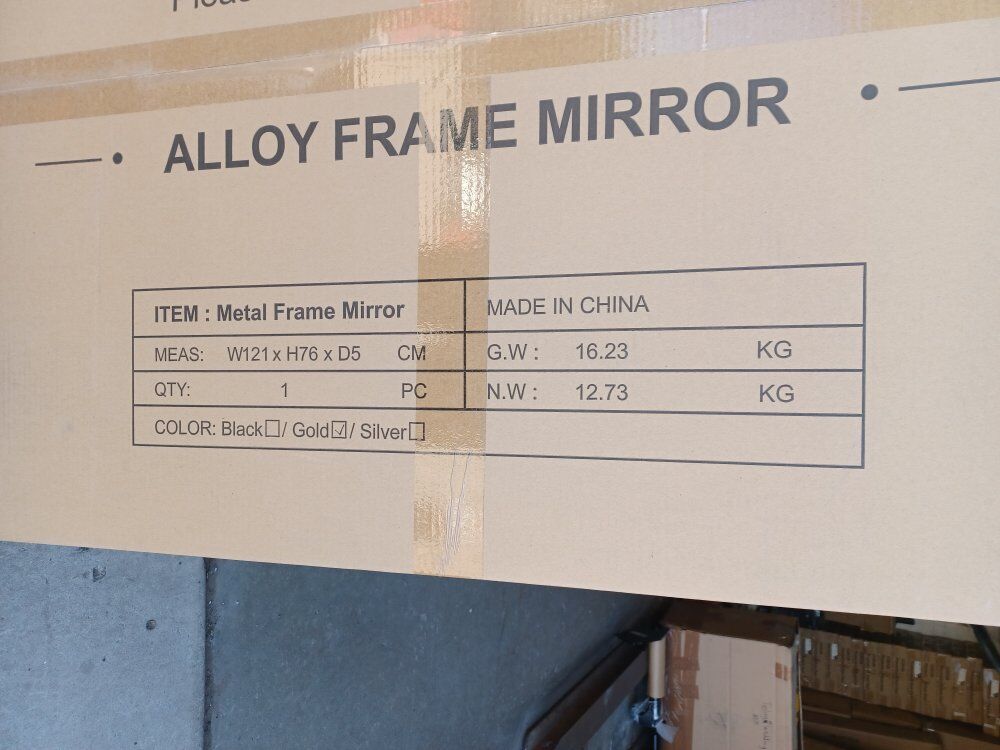 ALLOY FRAME MIRROR
ITEM : Metal Frame Mirror MADE IN CHINA
MEAS: W121 x H76 x D5 CM G.W : 16.23 KG
QTY: 1 PC N.W : 12.73 KG
COLOR: Black☐/ Gold☑/ Silver☐